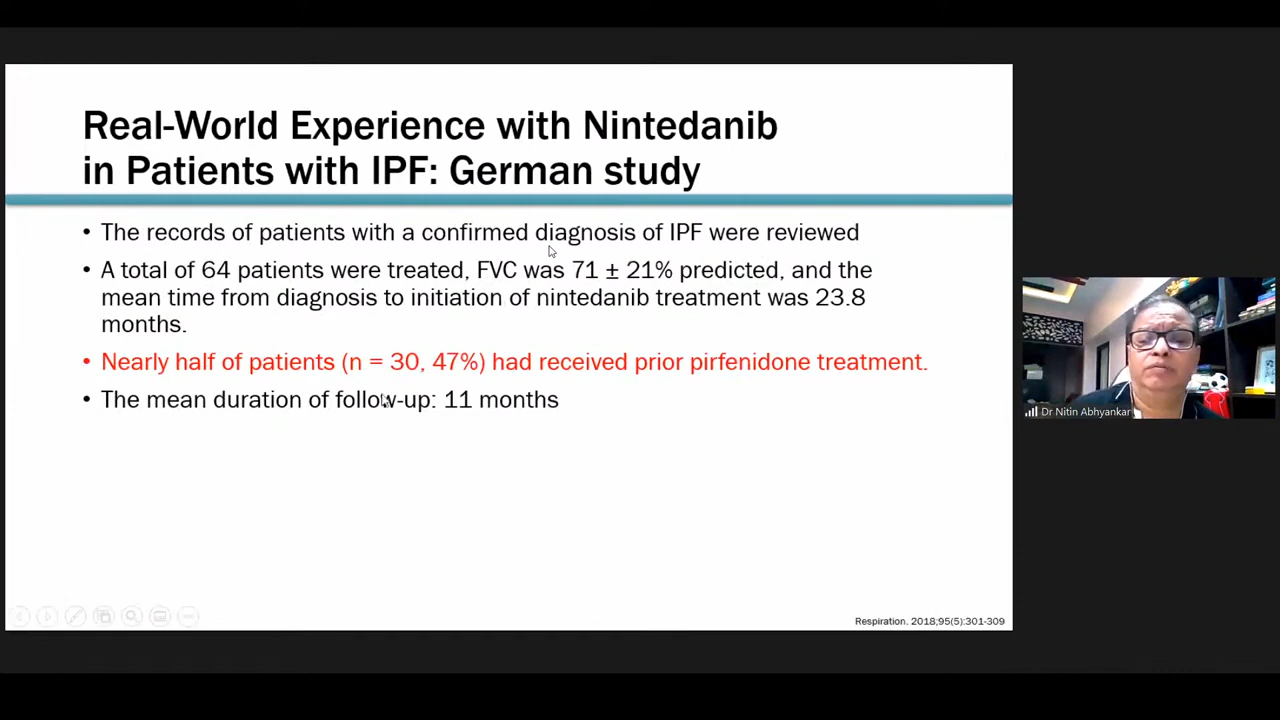 Real-World Experience with Nintedanib
in Patients with IPF: German study
• The records of patients with a confirmed diagnosis of IPF were reviewed
• A total of 64 patients were treated, FVC was 71 ± 21% predicted, and the
mean time from diagnosis to initiation of nintedanib treatment was 23.8
months.
• Nearly half of patients (n = 30, 47%) had received prior pirfenidone treatment.
• The mean duration of follow-up: 11 months
Respiration. 2018;95(5):301-309
Dr Nitin Abhyankar